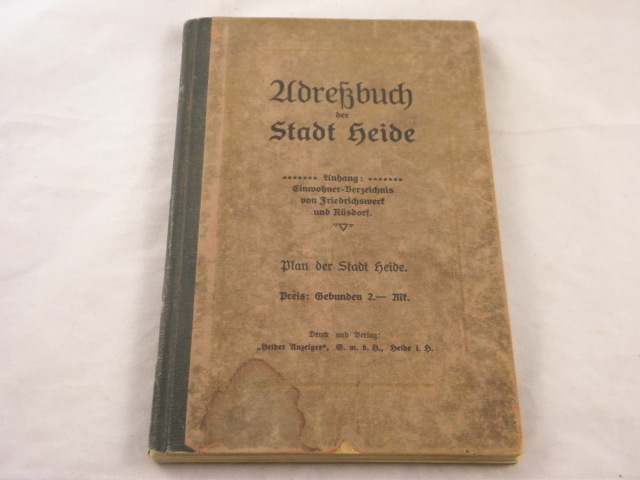 Adreßbuch
der
Stadt Heide
Anhang:
Einwohner-Verzeichnis
von Friedrichswerk
und Rüsdorf.
Plan der Stadt Heide.
Preis: Gebunden 2.— Mk.
Druck und Verlag:
„Heider Anzeiger“, G. m. b. H., Heide i. H.